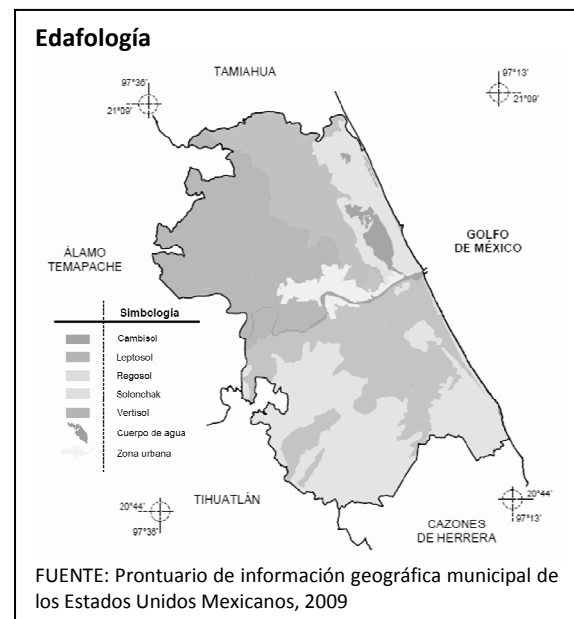 Edafología
TAMIAHUA
97°36'
21°09'
97°13'
21°09'
GOLFO
DE MÉXICO
ÁLAMO
TEMAPACHE
Simbología
Cambisol
Leptosol
Regosol
Solonchak
Vertisol
Cuerpo de agua
Zona urbana
20°44'
97°36'
TIHUATLÁN
20°44'
97°13'
CAZONES
DE HERRERA
FUENTE: Prontuario de información geográfica municipal de
los Estados Unidos Mexicanos, 2009